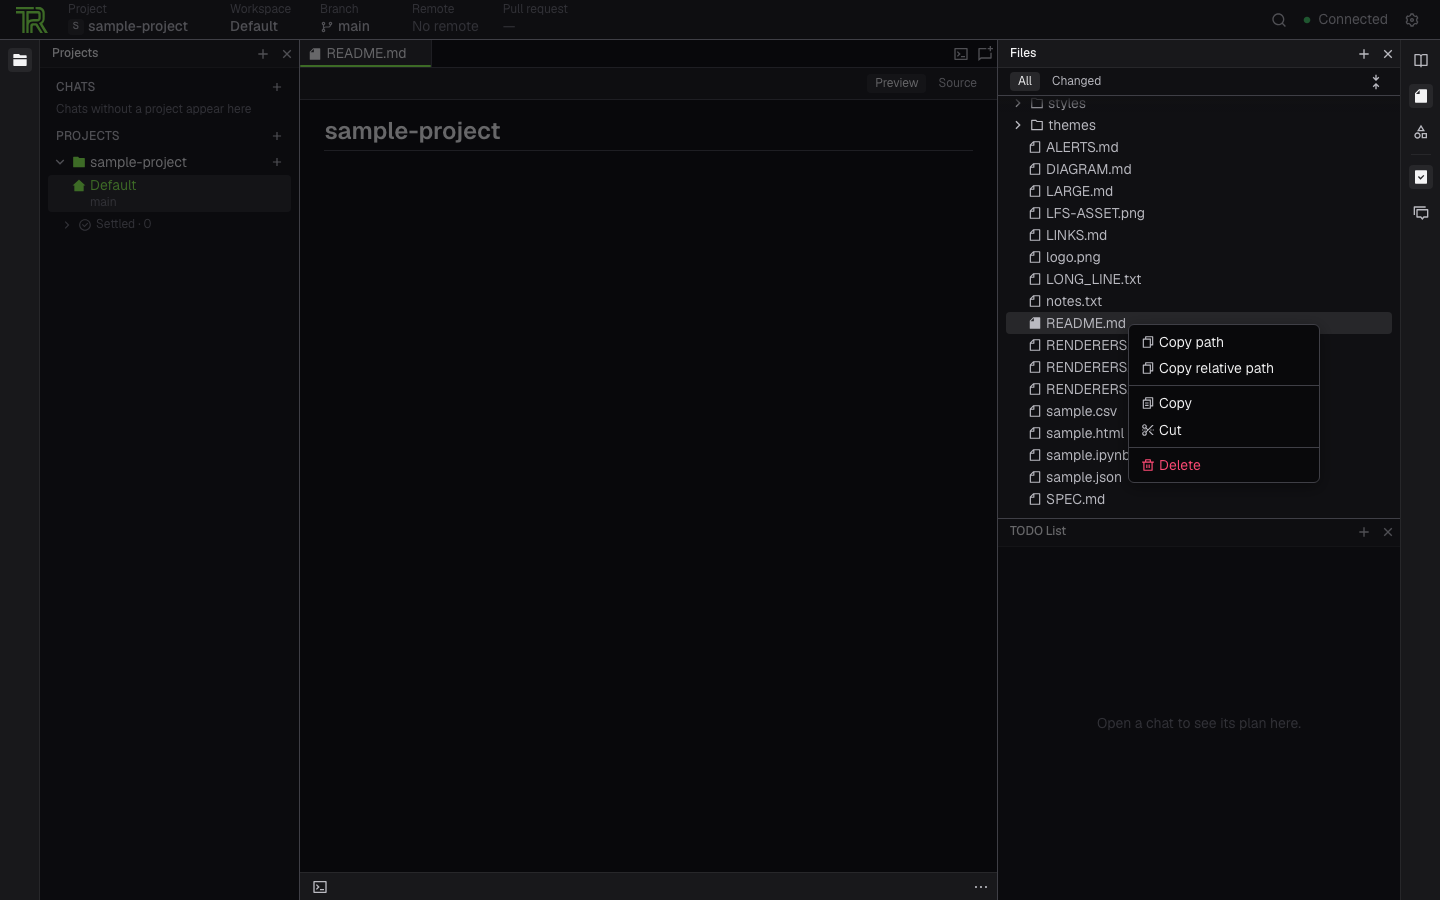 TR
Project
S sample-project
Workspace
Default
Branch
main
Remote
No remote
Pull request
—
Connected
Projects
CHATS
Chats without a project appear here
PROJECTS
sample-project
Default
main
Settled · 0
README.md
Preview
Source
sample-project
Files
All
Changed
styles
themes
ALERTS.md
DIAGRAM.md
LARGE.md
LFS-ASSET.png
LINKS.md
logo.png
LONG_LINE.txt
notes.txt
README.md
RENDERERS
RENDERERS
RENDERERS
sample.csv
sample.html
sample.ipynb
sample.json
SPEC.md
Copy path
Copy relative path
Copy
Cut
Delete
TODO List
Open a chat to see its plan here.